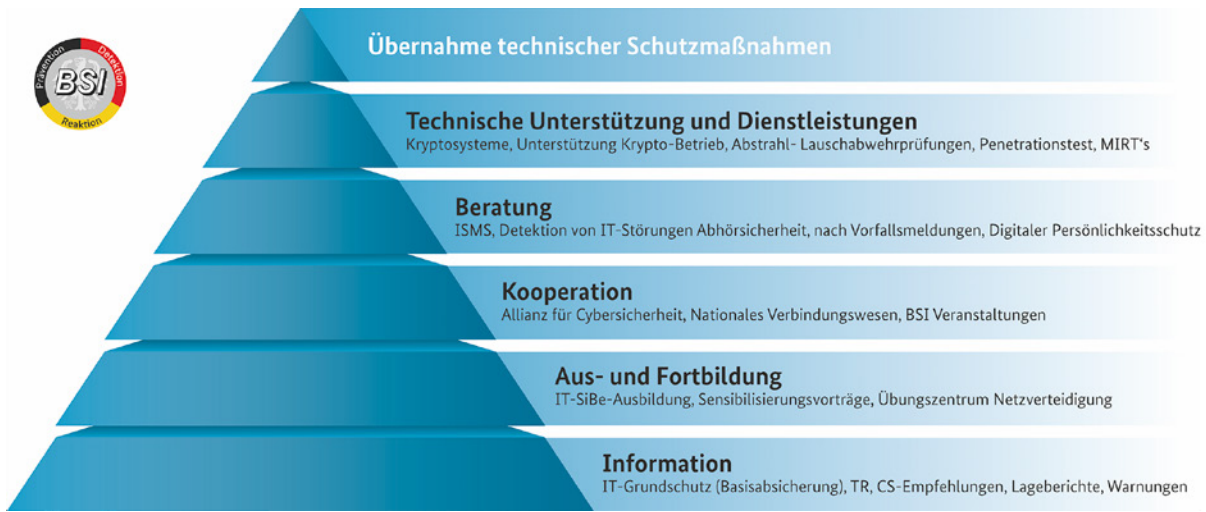 Prävention
Detektion
BSI
Reaktion
Übernahme technischer Schutzmaßnahmen
Technische Unterstützung und Dienstleistungen
Kryptosysteme, Unterstützung Krypto-Betrieb, Abstrahl- Lauschabwehrprüfungen, Penetrationstest, MIRT's
Beratung
ISMS, Detektion von IT-Störungen Abhörsicherheit, nach Vorfallsmeldungen, Digitaler Persönlichkeitsschutz
Kooperation
Allianz für Cybersicherheit, Nationales Verbindungswesen, BSI Veranstaltungen
Aus- und Fortbildung
IT-SiBe-Ausbildung, Sensibilisierungsvorträge, Übungszentrum Netzverteidigung
Information
IT-Grundschutz (Basisabsicherung), TR, CS-Empfehlungen, Lageberichte, Warnungen